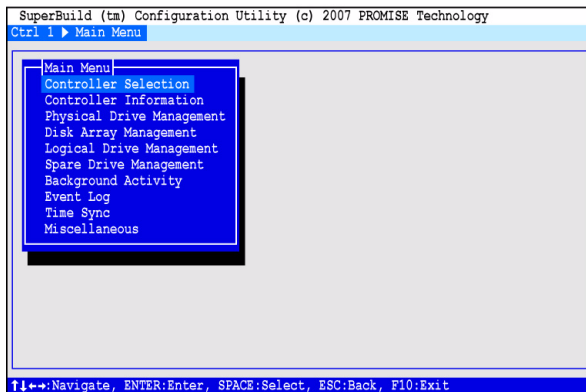 SuperBuild (tm) Configuration Utility (c) 2007 PROMISE Technology
Ctrl 1 ▶ Main Menu
Main Menu
Controller Selection
Controller Information
Physical Drive Management
Disk Array Management
Logical Drive Management
Spare Drive Management
Background Activity
Event Log
Time Sync
Miscellaneous
↑↓←→:Navigate, ENTER:Enter, SPACE:Select, ESC:Back, F10:Exit